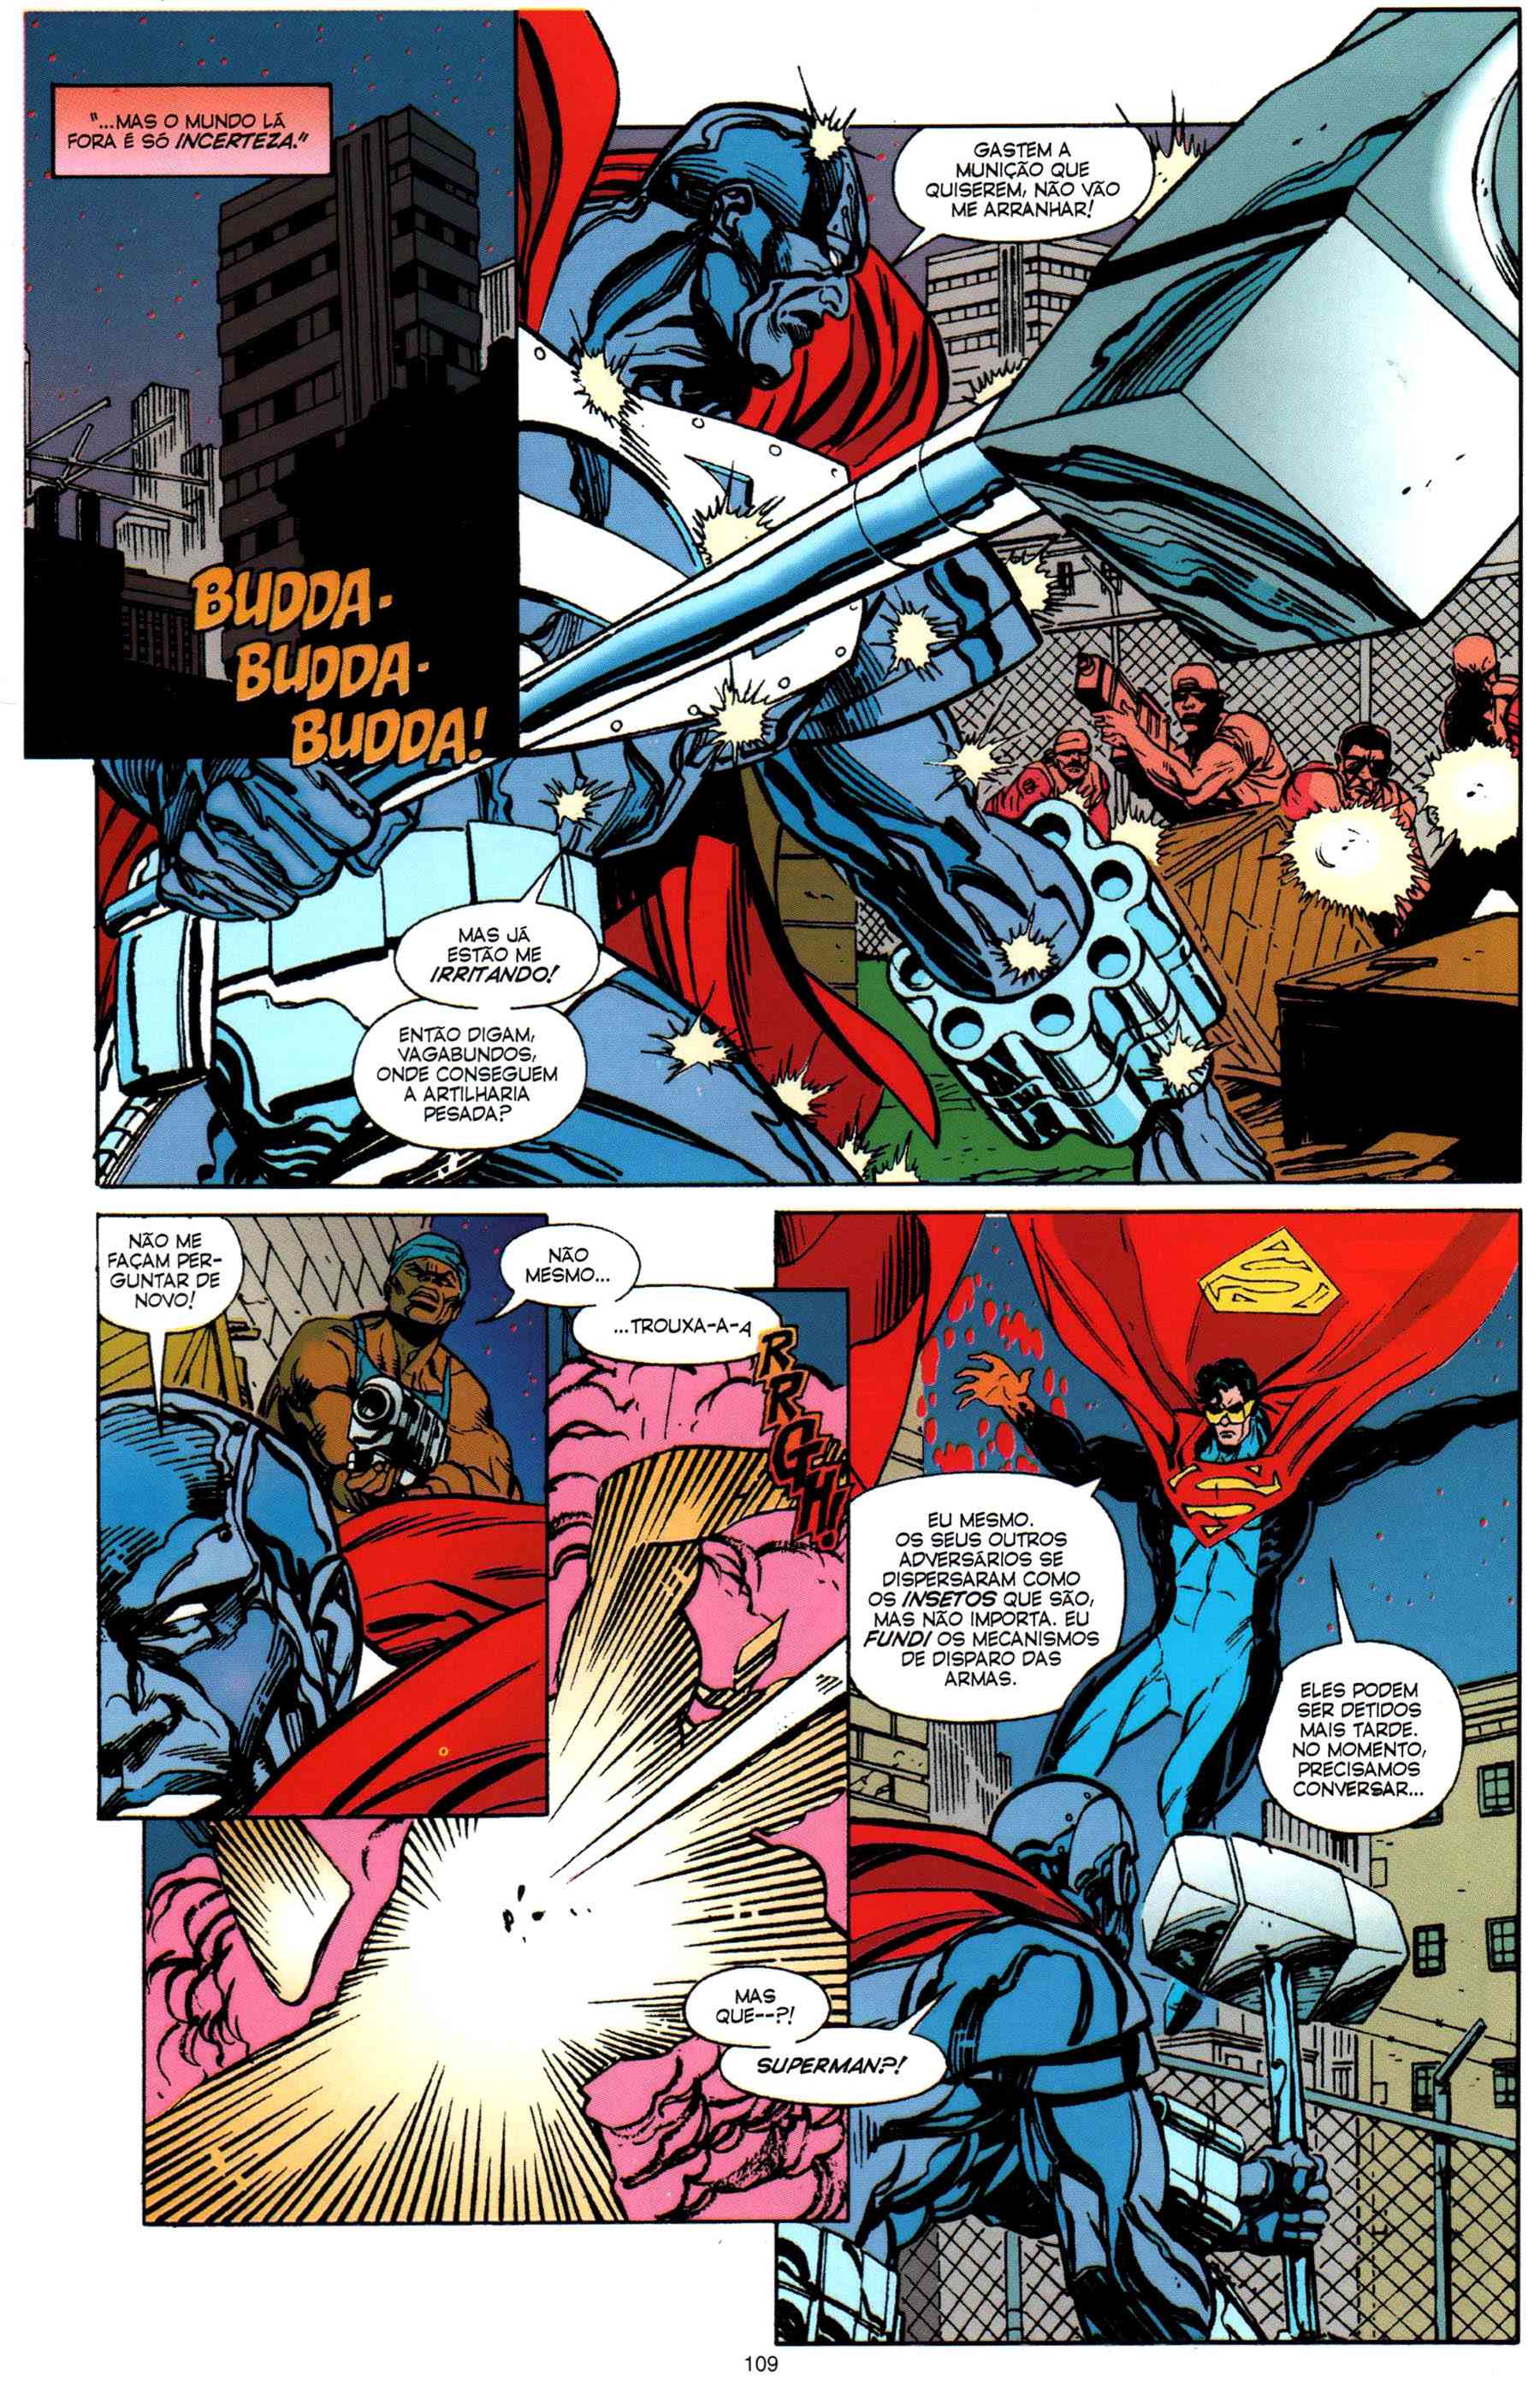 "...MAS O MUNDO LÁ
FORA É SÓ INCERTEZA."
BUDDA-
BUDDA-
BUDDA!
GASTEM A
MUNIÇÃO QUE
QUISEREM, NÃO VÃO
ME ARRANHAR!
MAS JÁ
ESTÃO ME
IRRITANDO!
ENTÃO DIGAM,
VAGABUNDOS,
ONDE CONSEGUEM
A ARTILHARIA
PESADA?
NÃO ME
FAÇAM PER-
GUNTAR DE
NOVO!
NÃO
MESMO...
...TROUXA-A-A
RRRGH!
MAS
QUE--?!
SUPERMAN?!
EU MESMO.
OS SEUS OUTROS
ADVERSÁRIOS SE
DISPERSARAM COMO
OS INSETOS QUE SÃO,
MAS NÃO IMPORTA. EU
FUNDI OS MECANISMOS
DE DISPARO DAS
ARMAS.
ELES PODEM
SER DETIDOS
MAIS TARDE.
NO MOMENTO,
PRECISAMOS
CONVERSAR...
109